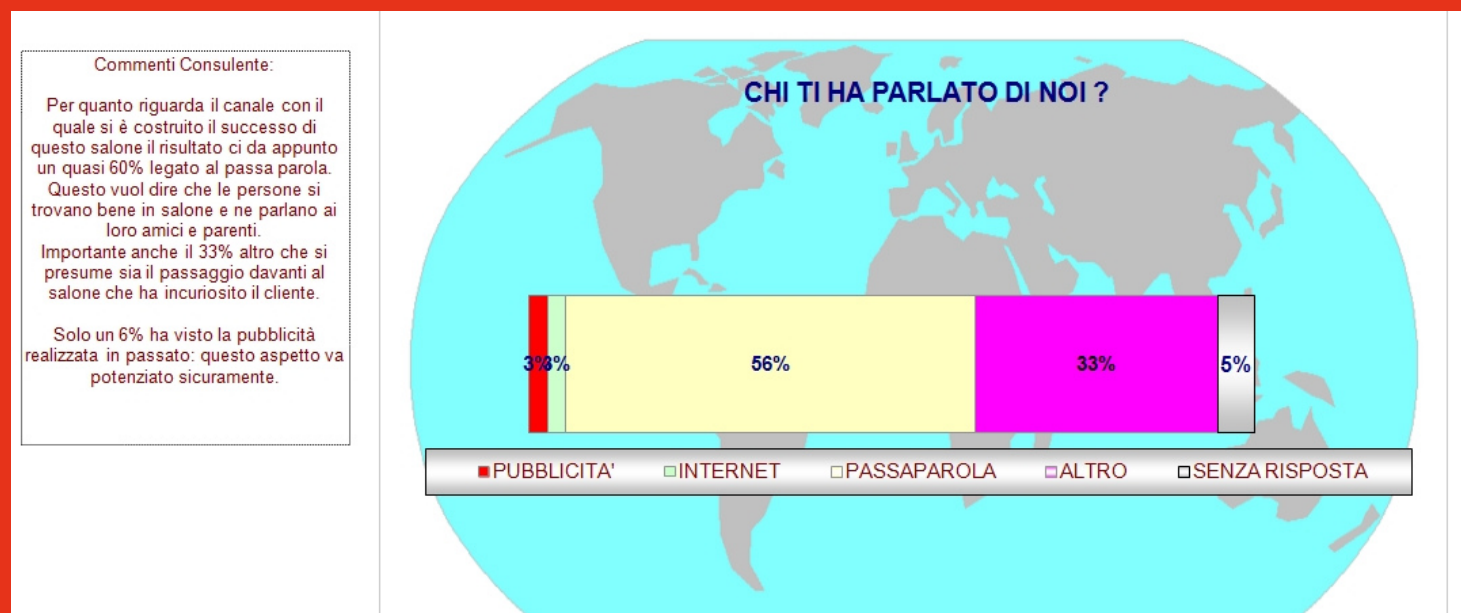 Commenti Consulente:
Per quanto riguarda il canale con il
quale si è costruito il successo di
questo salone il risultato ci da appunto
un quasi 60% legato al passa parola.
Questo vuol dire che le persone si
trovano bene in salone e ne parlano ai
loro amici e parenti.
Importante anche il 33% altro che si
presume sia il passaggio davanti al
salone che ha incuriosito il cliente.
Solo un 6% ha visto la pubblicità
realizzata in passato: questo aspetto va
potenziato sicuramente.
CHI TI HA PARLATO DI NOI ?
3% 3% 56% 33% 5%
PUBBLICITA' INTERNET PASSAPAROLA ALTRO SENZA RISPOSTA